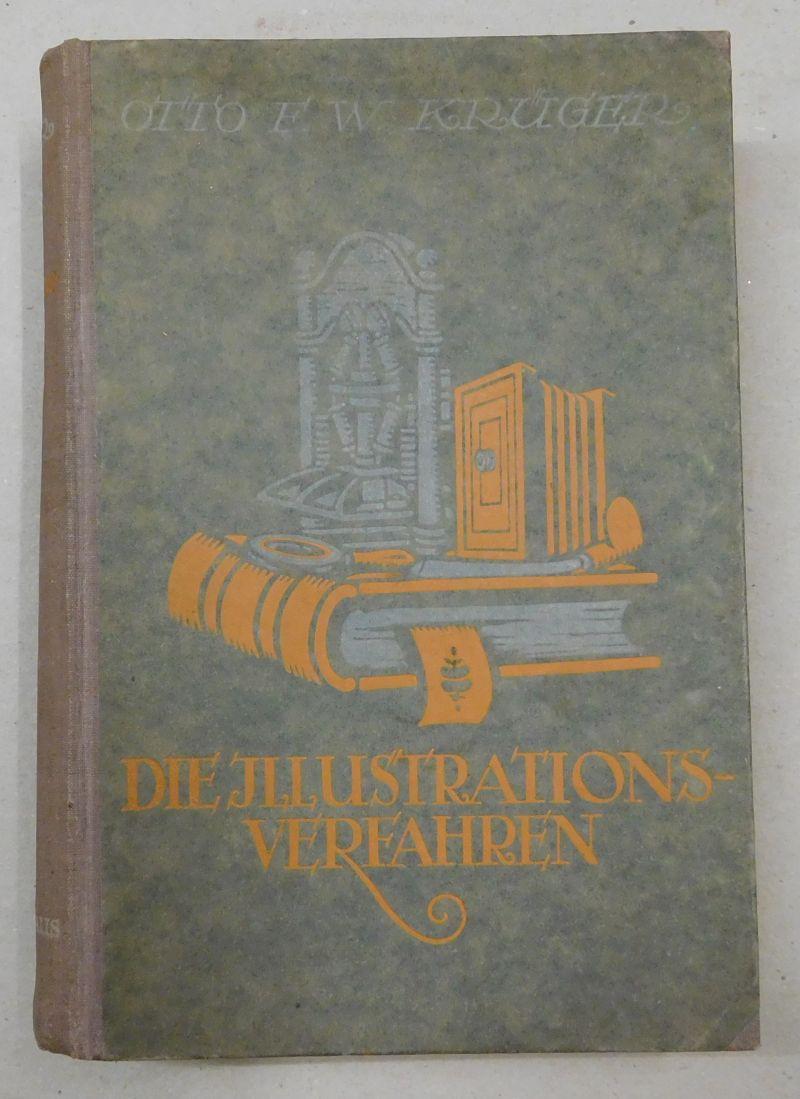 OTTO F. W. KRÜGER
DIE JLLUSTRATIONS-
VERFAHREN